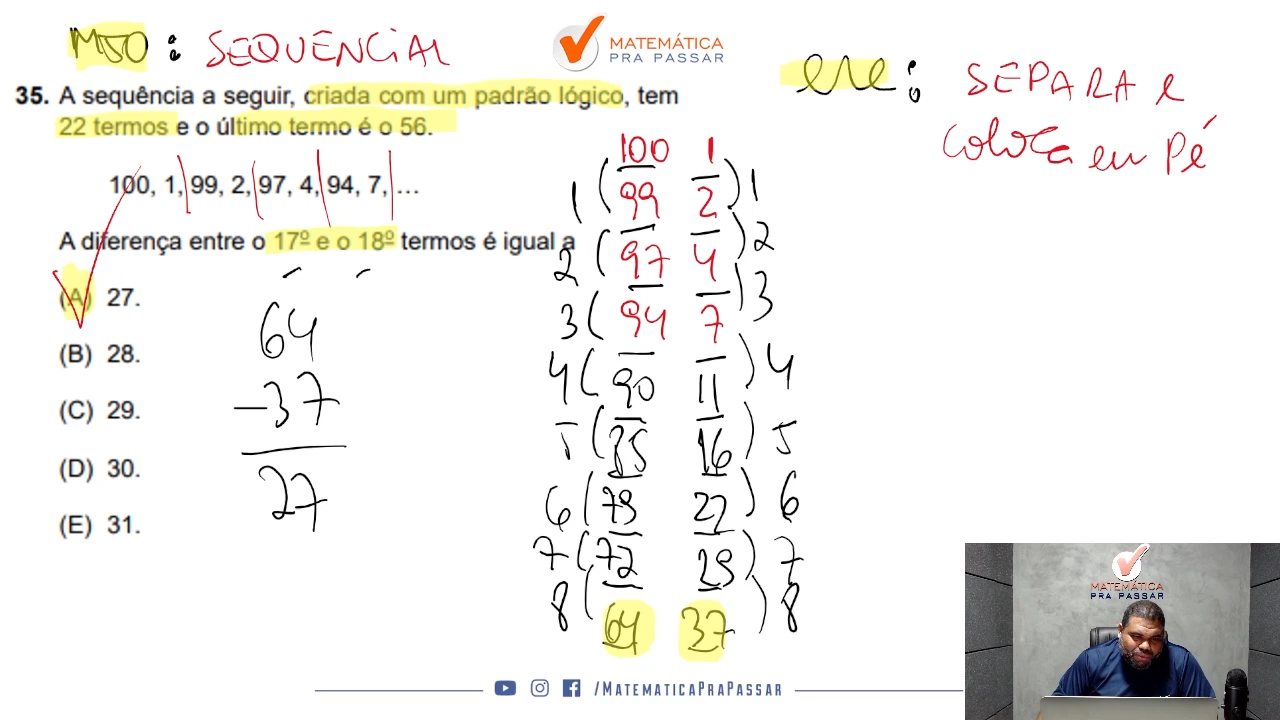 MSO : SEQUENCIAL
MATEMÁTICA
PRA PASSAR
ere:
SEPARA e
coloca em Pé
35. A sequência a seguir, criada com um padrão lógico, tem
22 termos e o último termo é o 56.
100, 1, 99, 2, 97, 4, 94, 7, ...
A diferença entre o 17º e o 18º termos é igual a
(A) 27.
(B) 28.
(C) 29.
(D) 30.
(E) 31.
64
-37
27
100 1
1 ( 99 2 ) 1
2 ( 97 4 ) 2
3 ( 94 7 ) 3
4 ( 90 11 ) 4
5 ( 85 16 ) 5
6 ( 79 22 ) 6
7 ( 72 29 ) 7
8 ( 64 37 ) 8
MATEMÁTICA
PRA PASSAR
/MATEMATICAPRAPASSAR